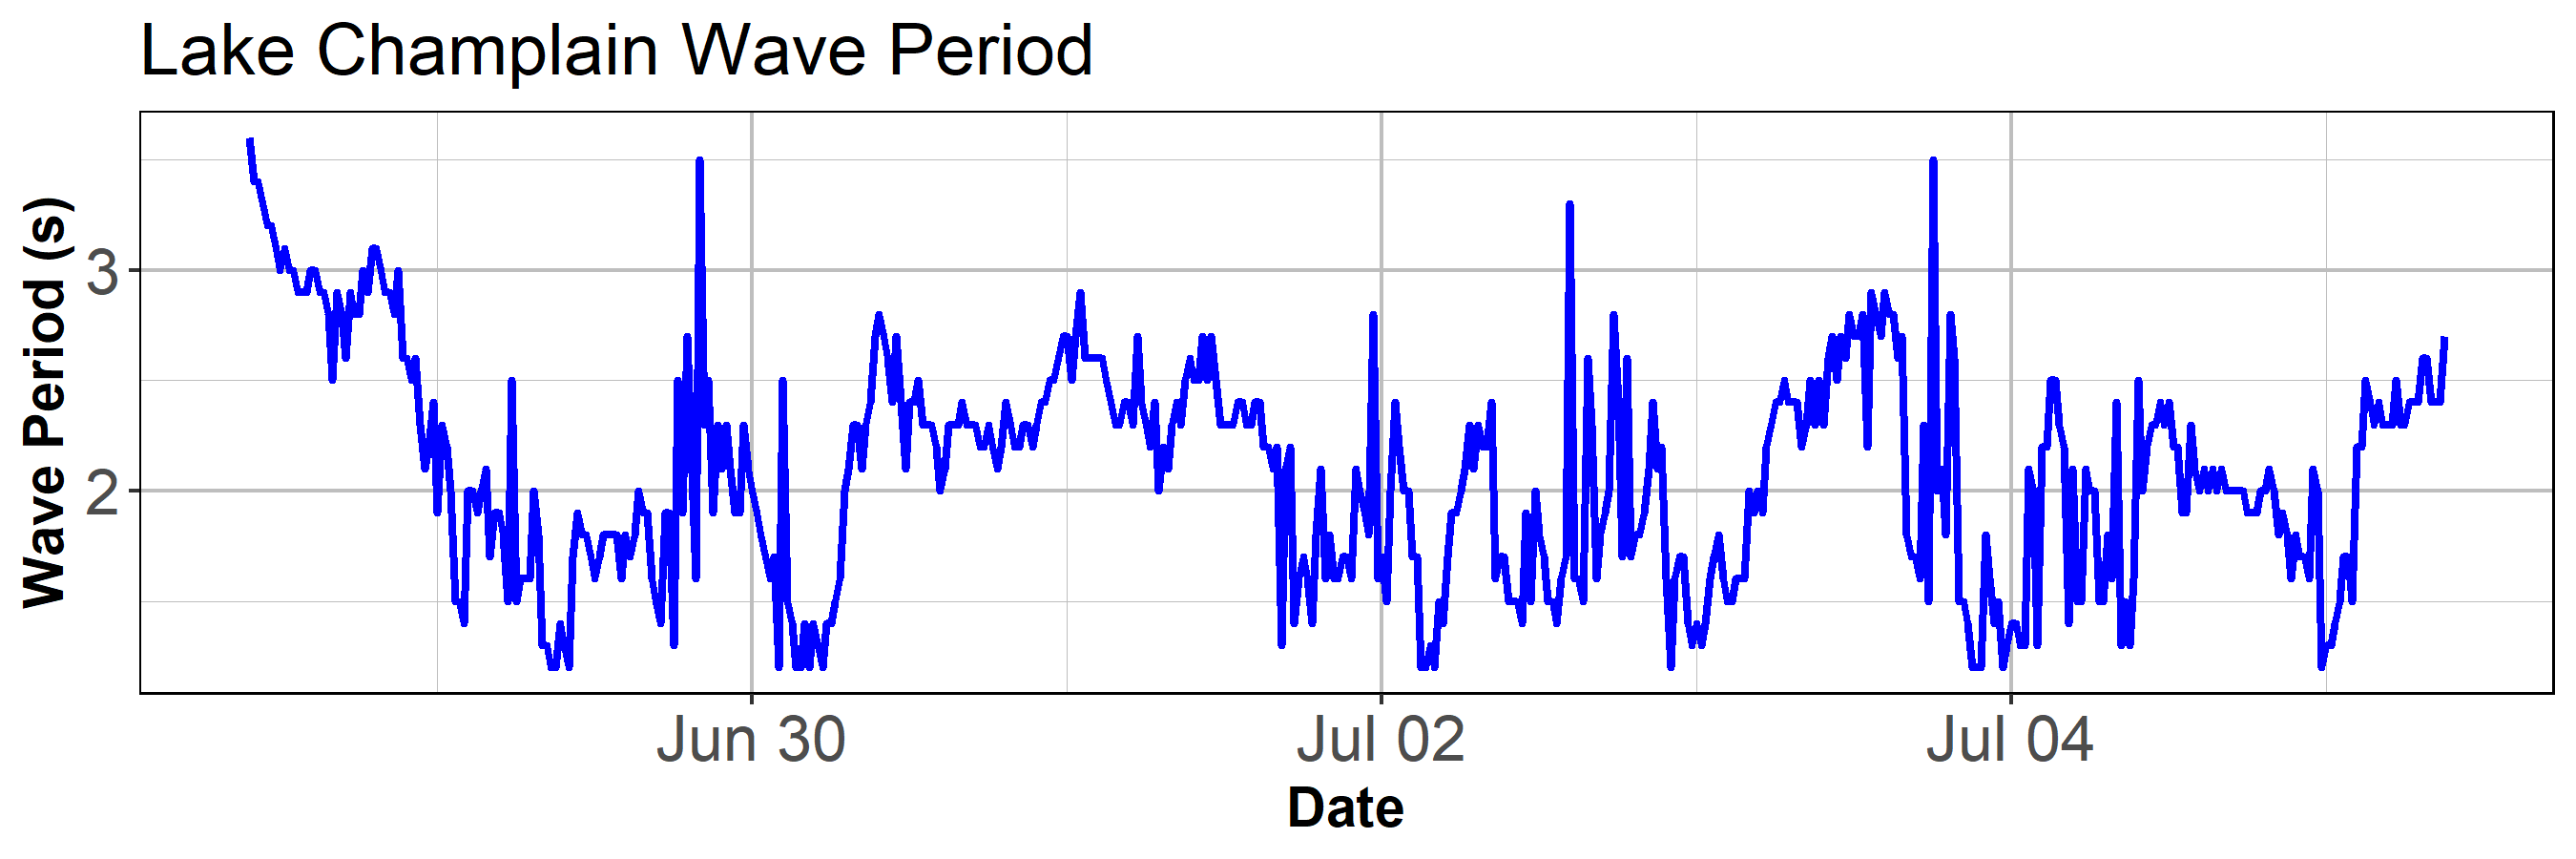 Lake Champlain Wave Period
Wave Period (s)
3
2
Jun 30
Jul 02
Jul 04
Date